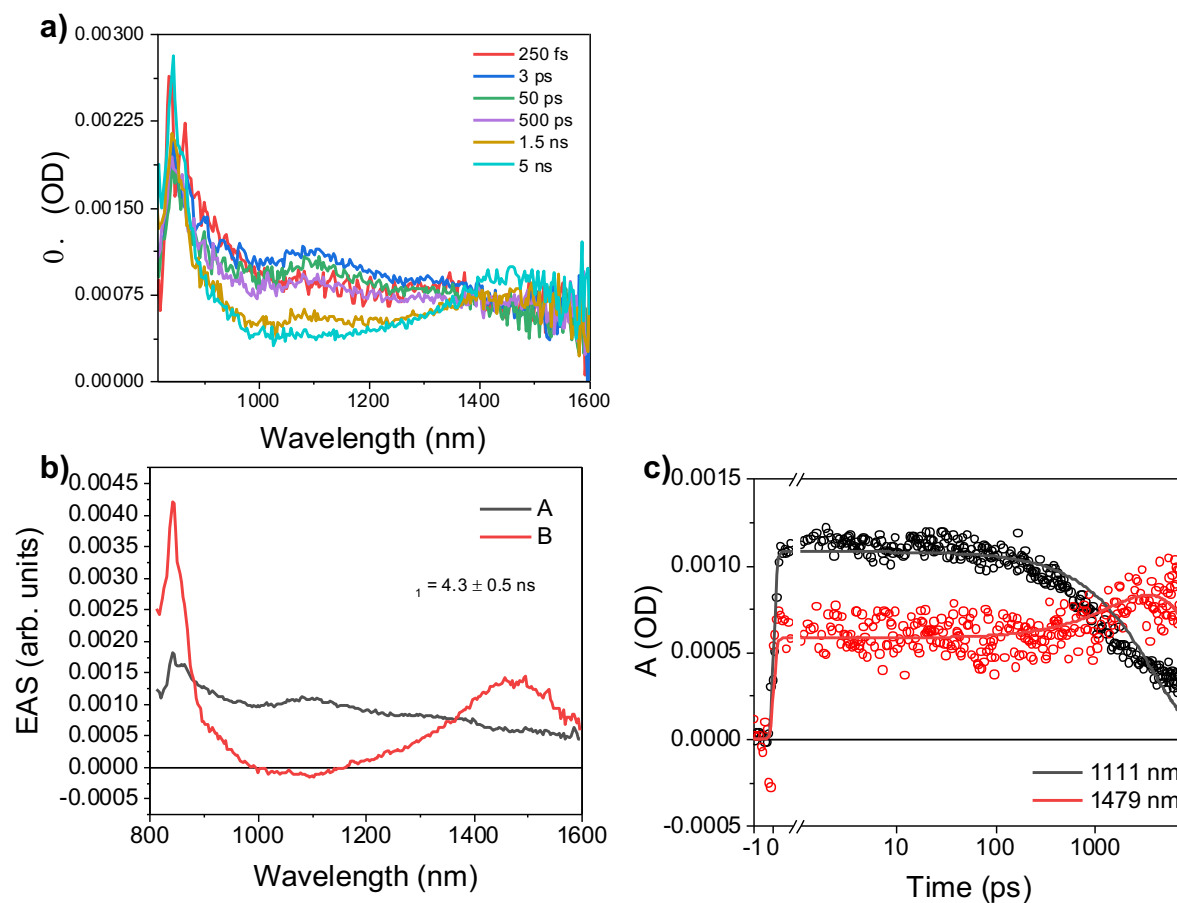 a)
0.00300
0.00225
0.00150
0.00075
0.00000
0. (OD)
250 fs
3 ps
50 ps
500 ps
1.5 ns
5 ns
1000
1200
1400
1600
Wavelength (nm)
b)
0.0045
0.0040
0.0035
0.0030
0.0025
0.0020
0.0015
0.0010
0.0005
0.0000
-0.0005
EAS (arb. units)
A
B
1 = 4.3 ± 0.5 ns
800
1000
1200
1400
1600
Wavelength (nm)
c)
0.0015
0.0010
0.0005
0.0000
-0.0005
A (OD)
1111 nm
1479 nm
-1 0
10
100
1000
Time (ps)